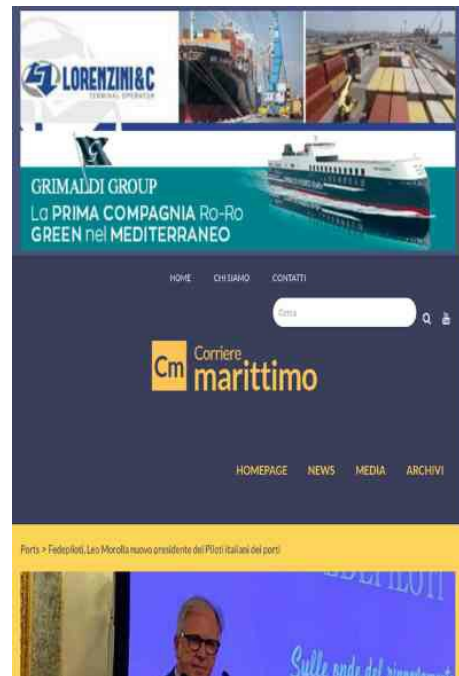 LORENZINI & C
TERMINAL OPERATOR
GRIMALDI GROUP
La PRIMA COMPAGNIA Ro-Ro
GREEN nel MEDITERRANEO
HOME CHI SIAMO CONTATTI
Cerca
Cm Corriere
marittimo
HOMEPAGE NEWS MEDIA ARCHIVI
Ports > Fedepiloti, Leo Morolla nuovo presidente dei Piloti italiani dei porti
Sulle onde del